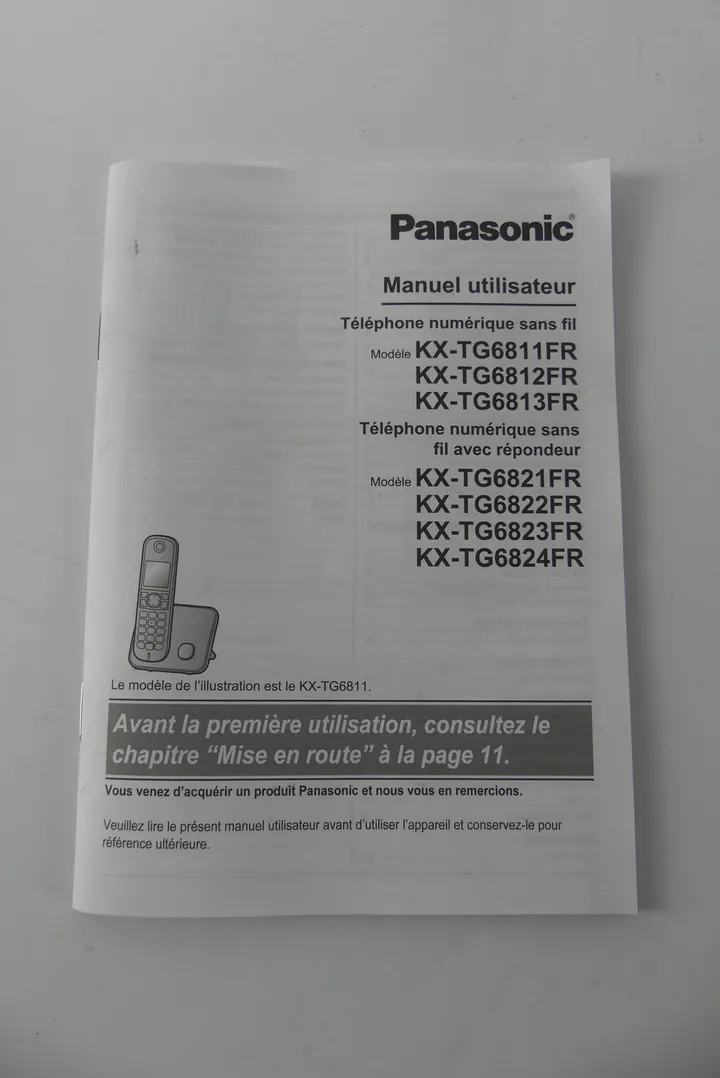 Panasonic®
Manuel utilisateur
Téléphone numérique sans fil
Modèle KX-TG6811FR
KX-TG6812FR
KX-TG6813FR
Téléphone numérique sans
fil avec répondeur
Modèle KX-TG6821FR
KX-TG6822FR
KX-TG6823FR
KX-TG6824FR
Le modèle de l'illustration est le KX-TG6811.
Avant la première utilisation, consultez le
chapitre “Mise en route” à la page 11.
Vous venez d'acquérir un produit Panasonic et nous vous en remercions.
Veuillez lire le présent manuel utilisateur avant d'utiliser l'appareil et conservez-le pour
référence ultérieure.